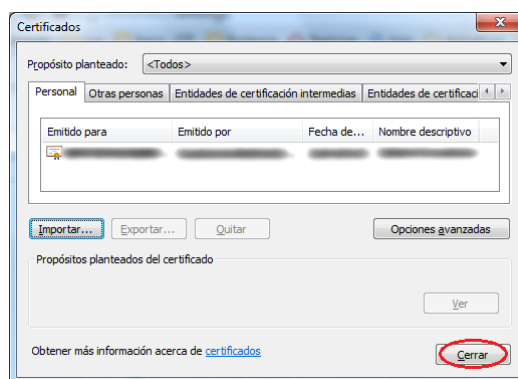 Certificados
Propósito planteado: <Todos>
Personal Otras personas Entidades de certificación intermedias Entidades de certificaci
Emitido para Emitido por Fecha de... Nombre descriptivo
Importar... Exportar... Quitar Opciones avanzadas
Propósitos planteados del certificado
Ver
Obtener más información acerca de certificados
Cerrar